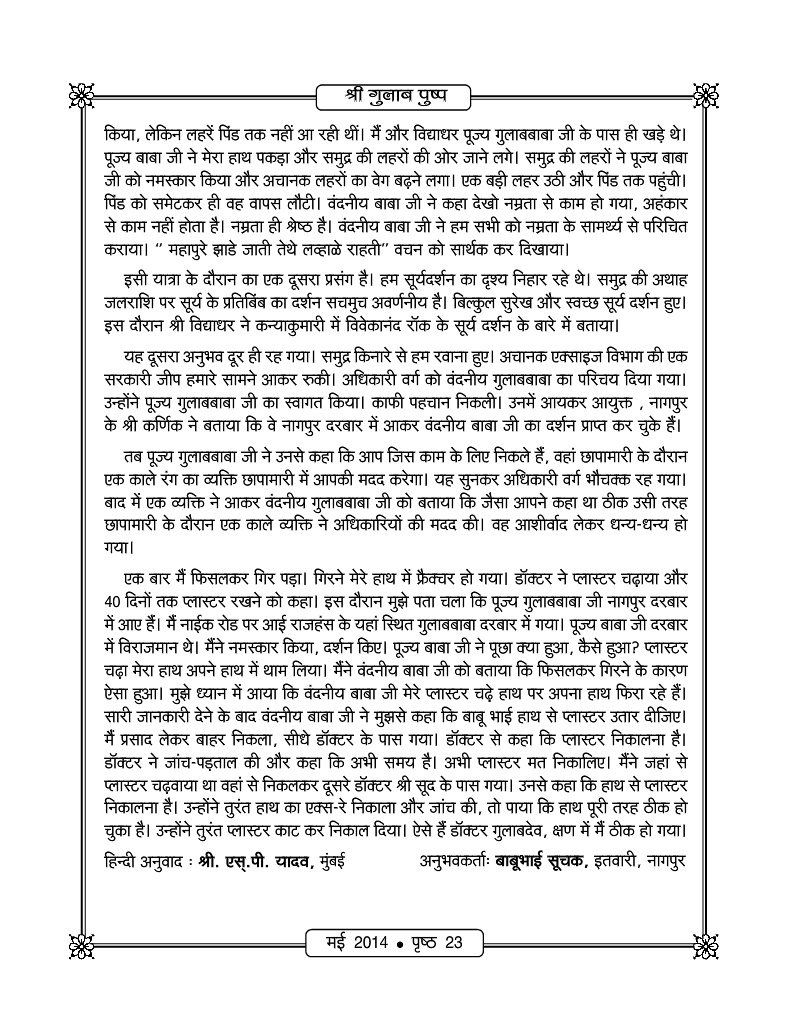 श्री गुलाब पुष्प
किया, लेकिन लहरें पिंड तक नहीं आ रही थीं। मैं और विद्याधर पूज्य गुलाबबाबा जी के पास ही खड़े थे।
पूज्य बाबा जी ने मेरा हाथ पकड़ा और समुद्र की लहरों की ओर जाने लगे। समुद्र की लहरों ने पूज्य बाबा
जी को नमस्कार किया और अचानक लहरों का वेग बढ़ने लगा। एक बड़ी लहर उठी और पिंड तक पहुंची।
पिंड को समेटकर ही वह वापस लौटी। वंदनीय बाबा जी ने कहा देखो नम्रता से काम हो गया, अहंकार
से काम नहीं होता है। नम्रता ही श्रेष्ठ है। वंदनीय बाबा जी ने हम सभी को नम्रता के सामर्थ्य से परिचित
कराया। ‘‘ महापुरे झाडे जाती तेथे लव्हाळे राहती’’ वचन को सार्थक कर दिखाया।
इसी यात्रा के दौरान का एक दूसरा प्रसंग है। हम सूर्यदर्शन का दृश्य निहार रहे थे। समुद्र की अथाह
जलराशि पर सूर्य के प्रतिबिंब का दर्शन सचमुच अवर्णनीय है। बिल्कुल सुरेख और स्वच्छ सूर्य दर्शन हुए।
इस दौरान श्री विद्याधर ने कन्याकुमारी में विवेकानंद रॉक के सूर्य दर्शन के बारे में बताया।
यह दूसरा अनुभव दूर ही रह गया। समुद्र किनारे से हम रवाना हुए। अचानक एक्साइज विभाग की एक
सरकारी जीप हमारे सामने आकर रुकी। अधिकारी वर्ग को वंदनीय गुलाबबाबा का परिचय दिया गया।
उन्होंने पूज्य गुलाबबाबा जी का स्वागत किया। काफी पहचान निकली। उनमें आयकर आयुक्त , नागपुर
के श्री कर्णिक ने बताया कि वे नागपुर दरबार में आकर वंदनीय बाबा जी का दर्शन प्राप्त कर चुके हैं।
तब पूज्य गुलाबबाबा जी ने उनसे कहा कि आप जिस काम के लिए निकले हैं, वहां छापामारी के दौरान
एक काले रंग का व्यक्ति छापामारी में आपकी मदद करेगा। यह सुनकर अधिकारी वर्ग भौचक्क रह गया।
बाद में एक व्यक्ति ने आकर वंदनीय गुलाबबाबा जी को बताया कि जैसा आपने कहा था ठीक उसी तरह
छापामारी के दौरान एक काले व्यक्ति ने अधिकारियों की मदद की। वह आशीर्वाद लेकर धन्य-धन्य हो
गया।
एक बार मैं फिसलकर गिर पड़ा। गिरने मेरे हाथ में फ्रैक्चर हो गया। डॉक्टर ने प्लास्टर चढ़ाया और
40 दिनों तक प्लास्टर रखने को कहा। इस दौरान मुझे पता चला कि पूज्य गुलाबबाबा जी नागपुर दरबार
में आए हैं। मैं नाईक रोड पर आई राजहंस के यहां स्थित गुलाबबाबा दरबार में गया। पूज्य बाबा जी दरबार
में विराजमान थे। मैंने नमस्कार किया, दर्शन किए। पूज्य बाबा जी ने पूछा क्या हुआ, कैसे हुआ? प्लास्टर
चढ़ा मेरा हाथ अपने हाथ में थाम लिया। मैंने वंदनीय बाबा जी को बताया कि फिसलकर गिरने के कारण
ऐसा हुआ। मुझे ध्यान में आया कि वंदनीय बाबा जी मेरे प्लास्टर चढ़े हाथ पर अपना हाथ फिरा रहे हैं।
सारी जानकारी देने के बाद वंदनीय बाबा जी ने मुझसे कहा कि बाबू भाई हाथ से प्लास्टर उतार दीजिए।
मैं प्रसाद लेकर बाहर निकला, सीधे डॉक्टर के पास गया। डॉक्टर से कहा कि प्लास्टर निकालना है।
डॉक्टर ने जांच-पड़ताल की और कहा कि अभी समय है। अभी प्लास्टर मत निकालिए। मैंने जहां से
प्लास्टर चढ़वाया था वहां से निकलकर दूसरे डॉक्टर श्री सूद के पास गया। उनसे कहा कि हाथ से प्लास्टर
निकालना है। उन्होंने तुरंत हाथ का एक्स-रे निकाला और जांच की, तो पाया कि हाथ पूरी तरह ठीक हो
चुका है। उन्होंने तुरंत प्लास्टर काट कर निकाल दिया। ऐसे हैं डॉक्टर गुलाबदेव, क्षण में मैं ठीक हो गया।
हिन्दी अनुवाद : श्री. एस्.पी. यादव, मुंबई अनुभवकर्ताः बाबूभाई सूचक, इतवारी, नागपुर
मई 2014 ● पृष्ठ 23